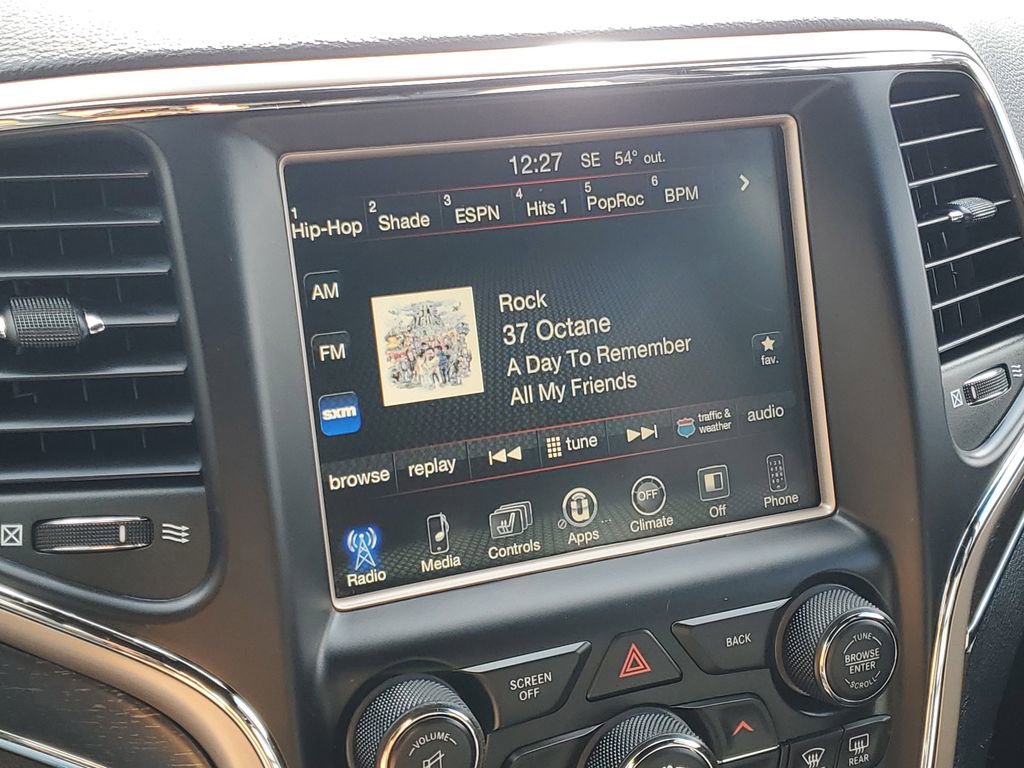 12:27 SE 54° out.
1 Hip-Hop 2 Shade 3 ESPN 4 Hits 1 5 PopRoc 6 BPM
AM
FM
sxm
Rock
37 Octane
A Day To Remember
All My Friends
fav.
browse replay tune traffic & weather audio
Radio Media Controls Apps OFF Climate Off Phone
SCREEN OFF
BACK
TUNE
BROWSE
ENTER
SCROLL
VOLUME
REAR